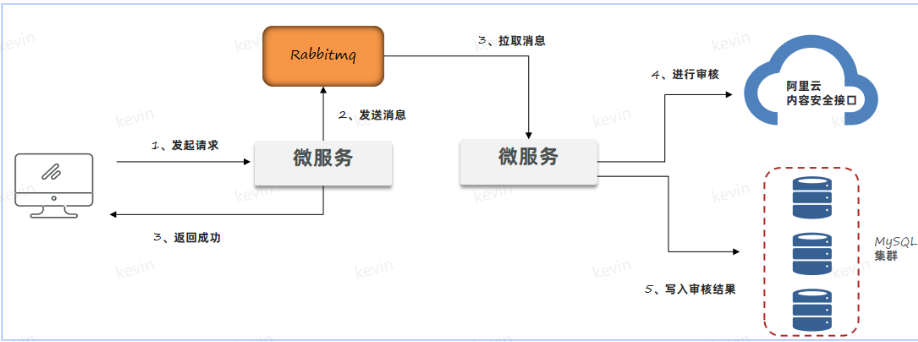 Rabbitmq
3、拉取消息
4、进行审核
阿里云
内容安全接口
2、发送消息
1、发起请求
微服务
微服务
3、返回成功
MySQL
集群
5、写入审核结果
kevin
kevin
kevin
kevin
kevin
kevin
kevin
kevin
kevin
kevin
kevin
kevin
kevin
kevin